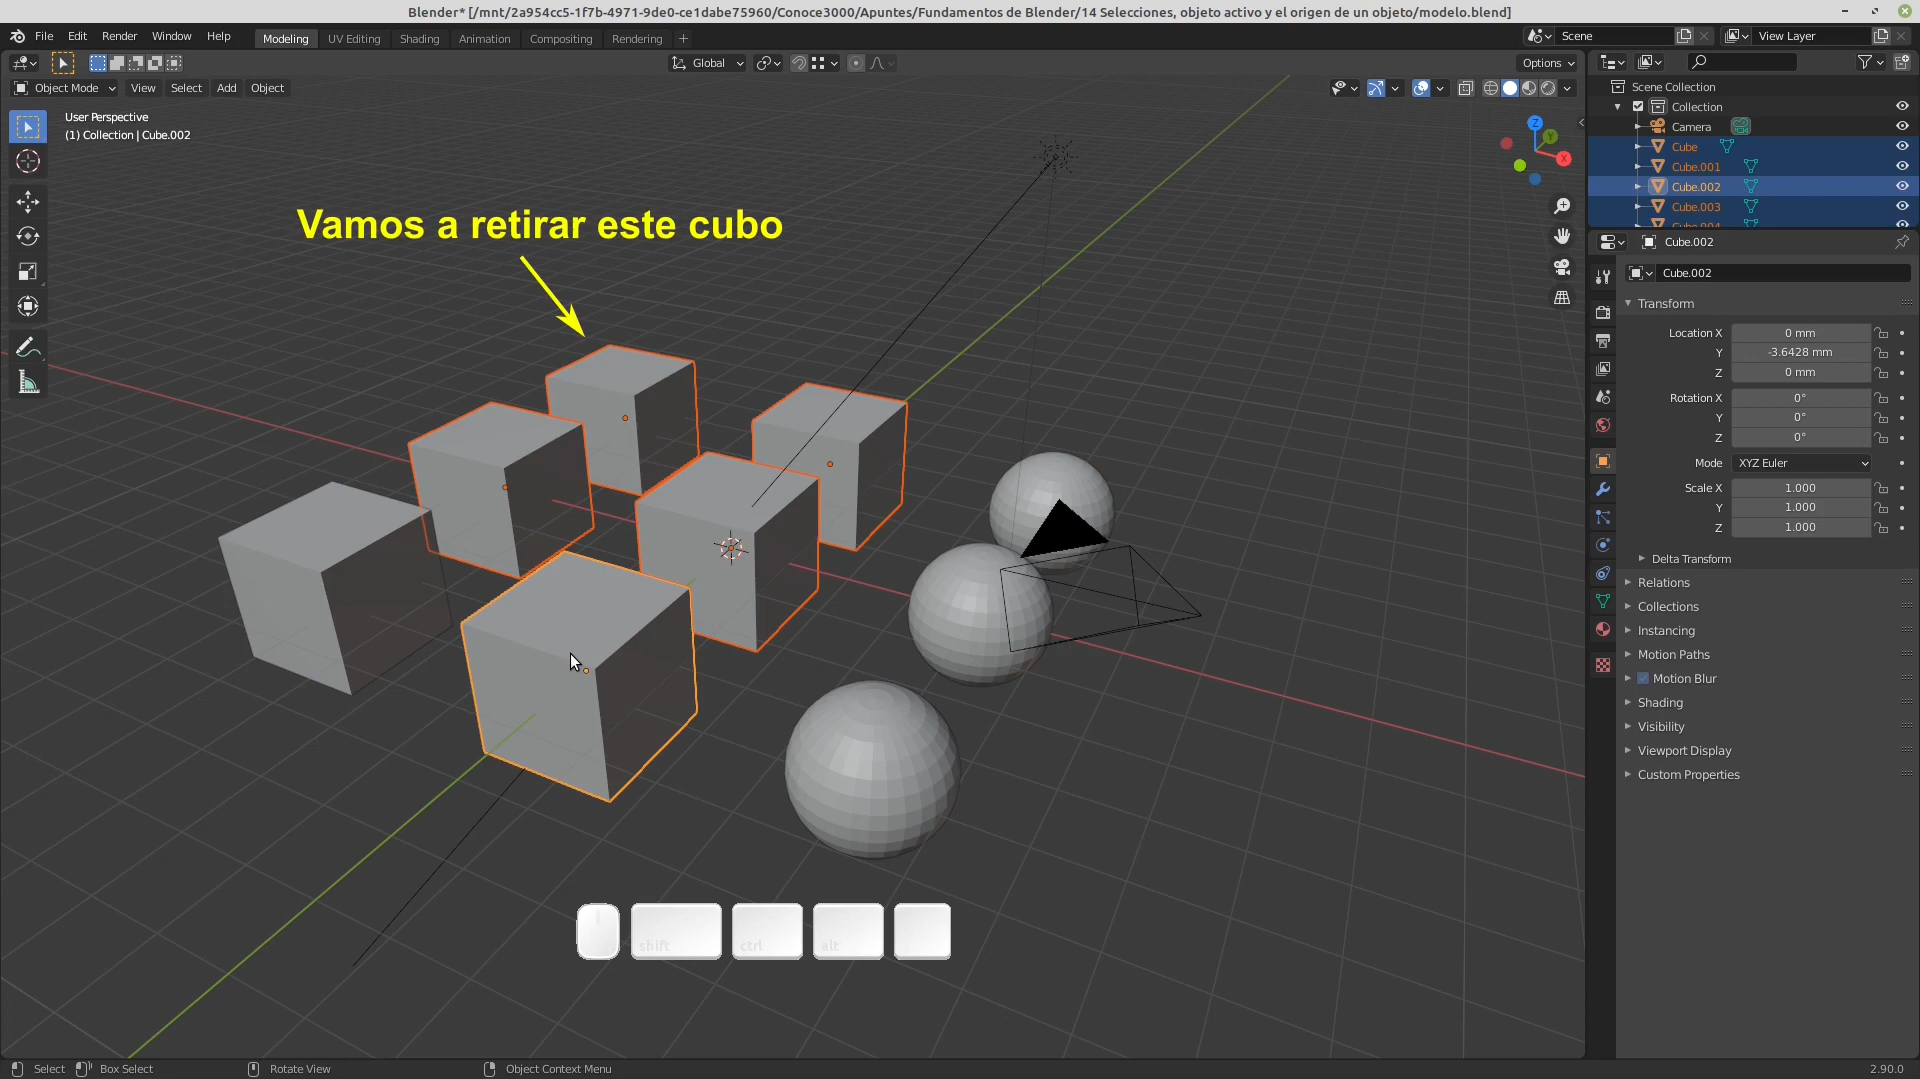 Blender* [/mnt/2a954cc5-1f7b-4971-9de0-ce1dabe75960/Conoce3000/Apuntes/Fundamentos de Blender/14 Selecciones, objeto activo y el origen de un objeto/modelo.blend]
File Edit Render Window Help Modeling UV Editing Shading Animation Compositing Rendering + Scene View Layer
Global Options
Object Mode View Select Add Object
User Perspective
(1) Collection | Cube.002
Vamos a retirar este cubo
Z
Y
X
shift ctrl alt
Scene Collection
Collection
Camera
Cube
Cube.001
Cube.002
Cube.003
Cube.004
Cube.002
Cube.002
Transform
Location X 0 mm
Y -3.6428 mm
Z 0 mm
Rotation X 0°
Y 0°
Z 0°
Mode XYZ Euler
Scale X 1.000
Y 1.000
Z 1.000
Delta Transform
Relations
Collections
Instancing
Motion Paths
Motion Blur
Shading
Visibility
Viewport Display
Custom Properties
Select Box Select Rotate View Object Context Menu 2.90.0